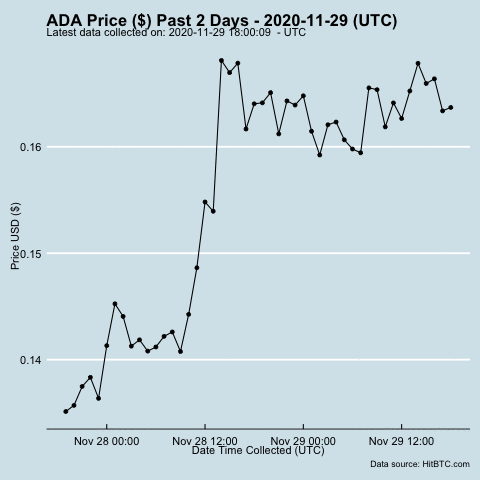 ADA Price ($) Past 2 Days - 2020-11-29 (UTC)
Latest data collected on: 2020-11-29 18:00:09 - UTC
Price USD ($)
0.16
0.15
0.14
Nov 28 00:00 Nov 28 12:00 Nov 29 00:00 Nov 29 12:00
Date Time Collected (UTC)
Data source: HitBTC.com